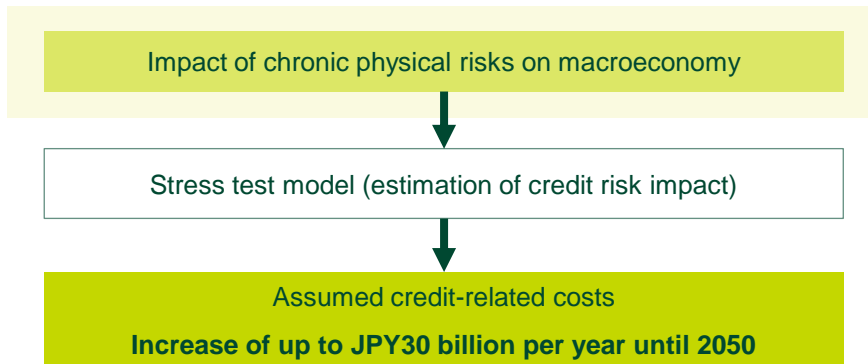 Impact of chronic physical risks on macroeconomy
Stress test model (estimation of credit risk impact)
Assumed credit-related costs
Increase of up to JPY30 billion per year until 2050